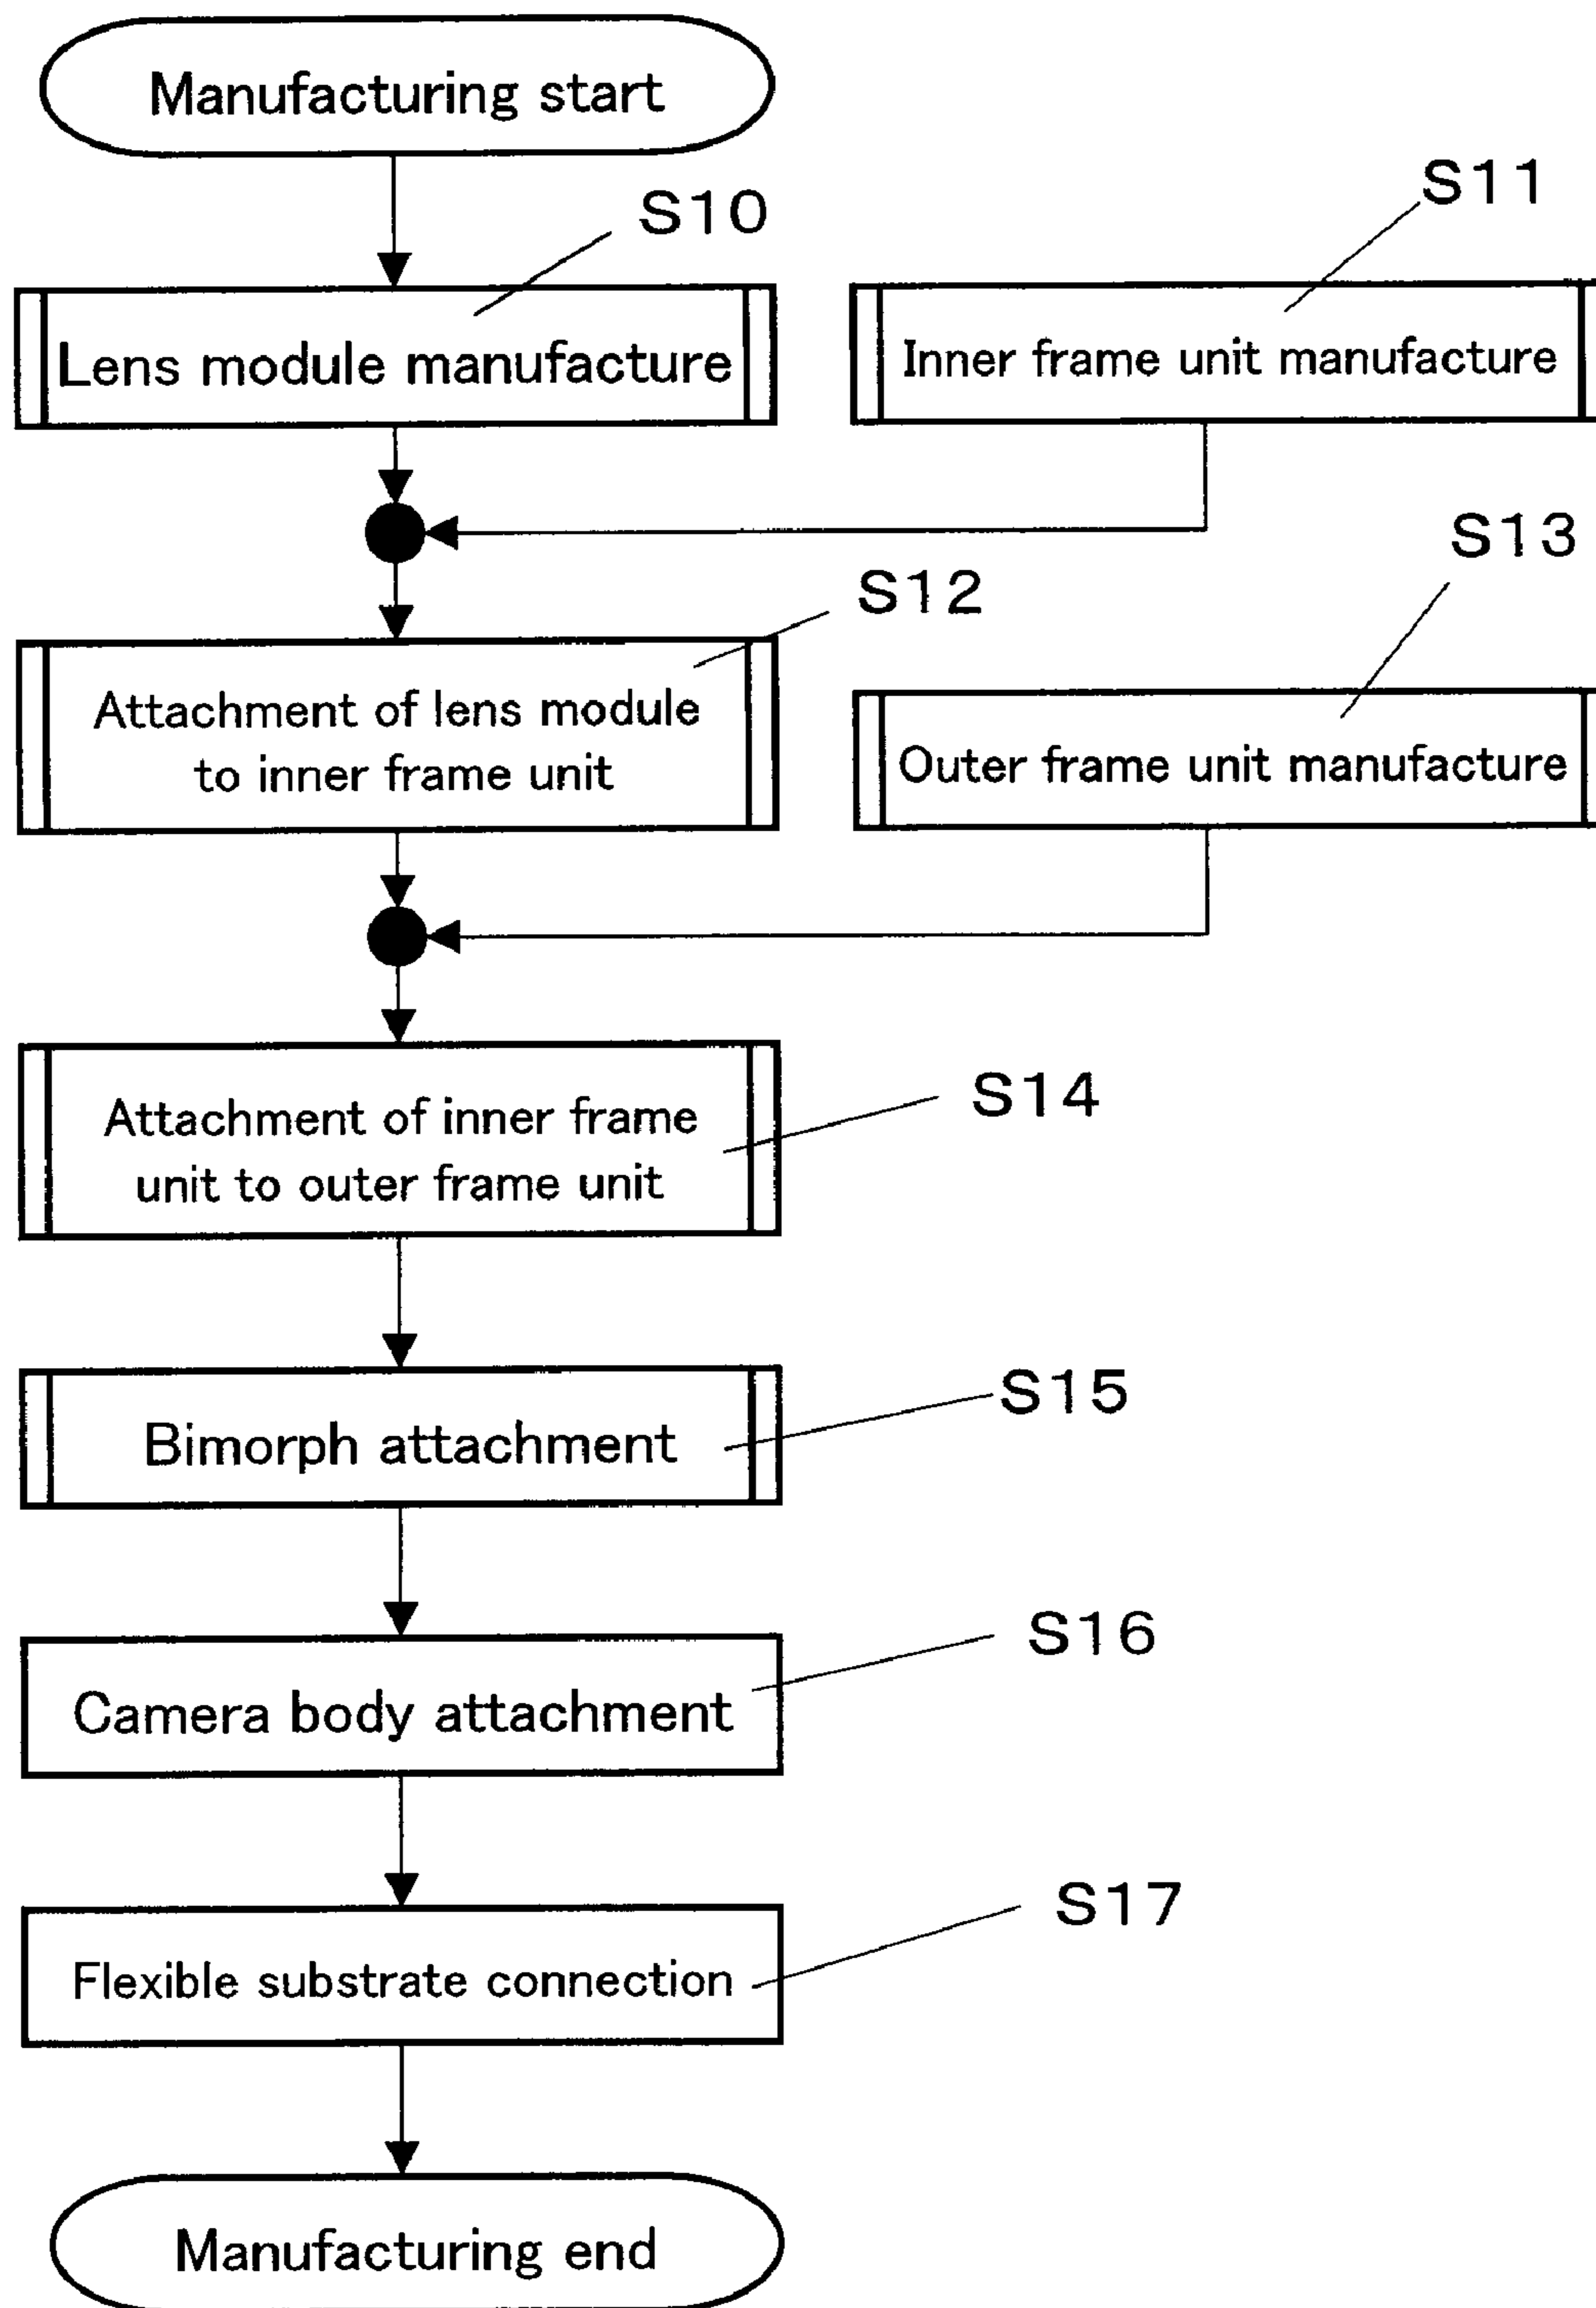 Manufacturing start
S10
S11
Lens module manufacture
Inner frame unit manufacture
S12
S13
Attachment of lens module
to inner frame unit
Outer frame unit manufacture
S14
Attachment of inner frame
unit to outer frame unit
S15
Bimorph attachment
S16
Camera body attachment
S17
Flexible substrate connection
Manufacturing end